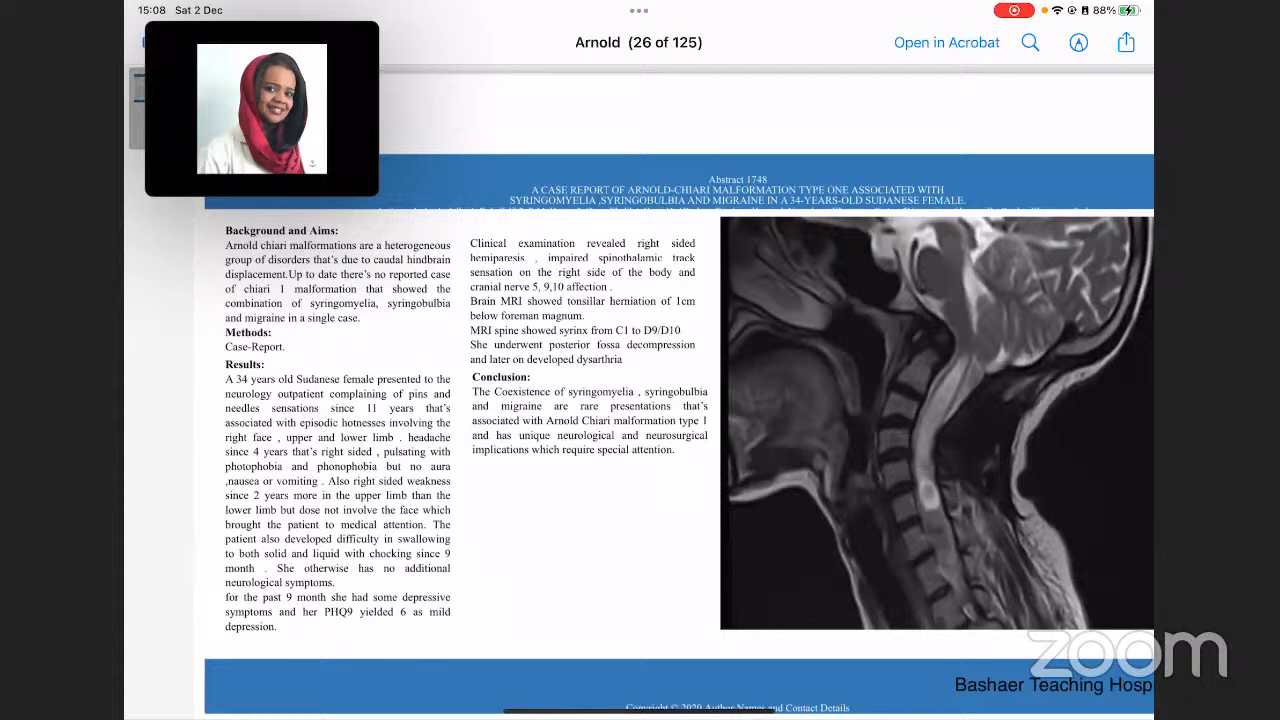 15:08 Sat 2 Dec
88%
Arnold (26 of 125)
Open in Acrobat
Abstract 1748
A CASE REPORT OF ARNOLD-CHIARI MALFORMATION TYPE ONE ASSOCIATED WITH
SYRINGOMYELIA ,SYRINGOBULBIA AND MIGRAINE IN A 34-YEARS-OLD SUDANESE FEMALE.
Background and Aims:
Arnold chiari malformations are a heterogeneous
group of disorders that's due to caudal hindbrain
displacement.Up to date there's no reported case
of chiari 1 malformation that showed the
combination of syringomyelia, syringobulbia
and migraine in a single case.
Methods:
Case-Report.
Results:
A 34 years old Sudanese female presented to the
neurology outpatient complaining of pins and
needles sensations since 11 years that's
associated with episodic hotnesses involving the
right face , upper and lower limb . headache
since 4 years that's right sided , pulsating with
photophobia and phonophobia but no aura
,nausea or vomiting . Also right sided weakness
since 2 years more in the upper limb than the
lower limb but dose not involve the face which
brought the patient to medical attention. The
patient also developed difficulty in swallowing
to both solid and liquid with chocking since 9
month . She otherwise has no additional
neurological symptoms.
for the past 9 month she had some depressive
symptoms and her PHQ9 yielded 6 as mild
depression.
Clinical examination revealed right sided
hemiparesis , impaired spinothalamic track
sensation on the right side of the body and
cranial nerve 5, 9,10 affection .
Brain MRI showed tonsillar herniation of 1cm
below foreman magnum.
MRI spine showed syrinx from C1 to D9/D10
She underwent posterior fossa decompression
and later on developed dysarthria
Conclusion:
The Coexistence of syringomyelia , syringobulbia
and migraine are rare presentations that's
associated with Arnold Chiari malformation type 1
and has unique neurological and neurosurgical
implications which require special attention.
Bashaer Teaching Hosp
Copyright © 2020 Author Names and Contact Details
zoom